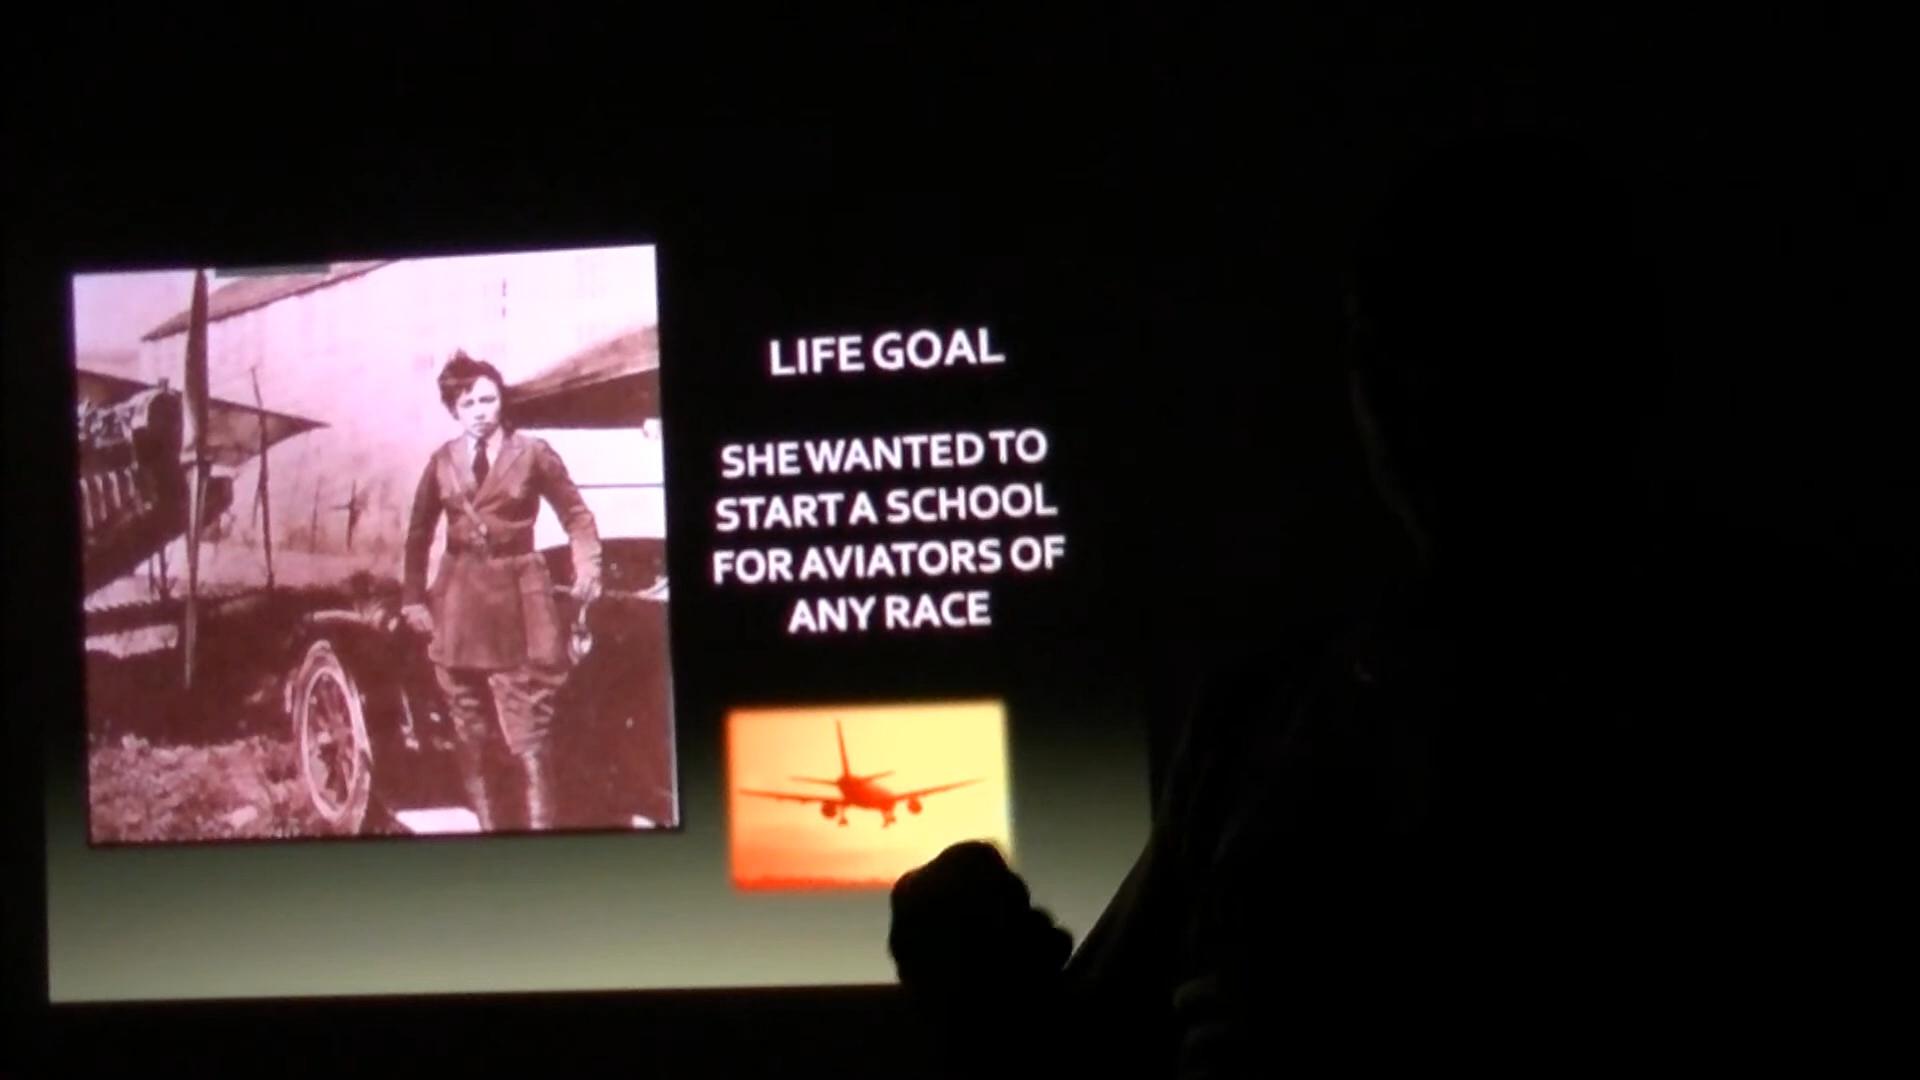 LIFE GOAL
SHE WANTED TO
START A SCHOOL
FOR AVIATORS OF
ANY RACE